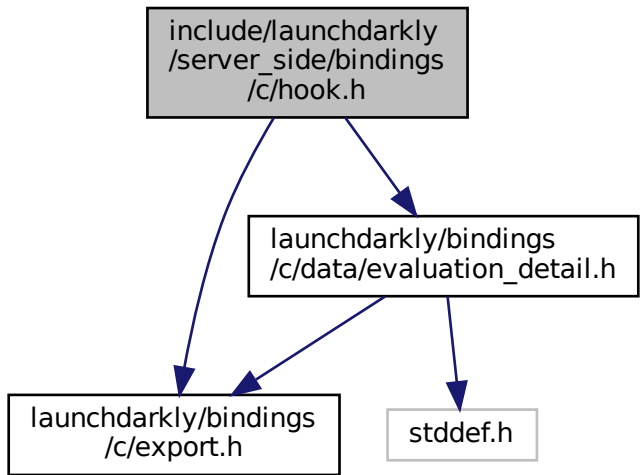 include/launchdarkly
/server_side/bindings
/c/hook.h
launchdarkly/bindings
/c/data/evaluation_detail.h
launchdarkly/bindings
/c/export.h
stddef.h